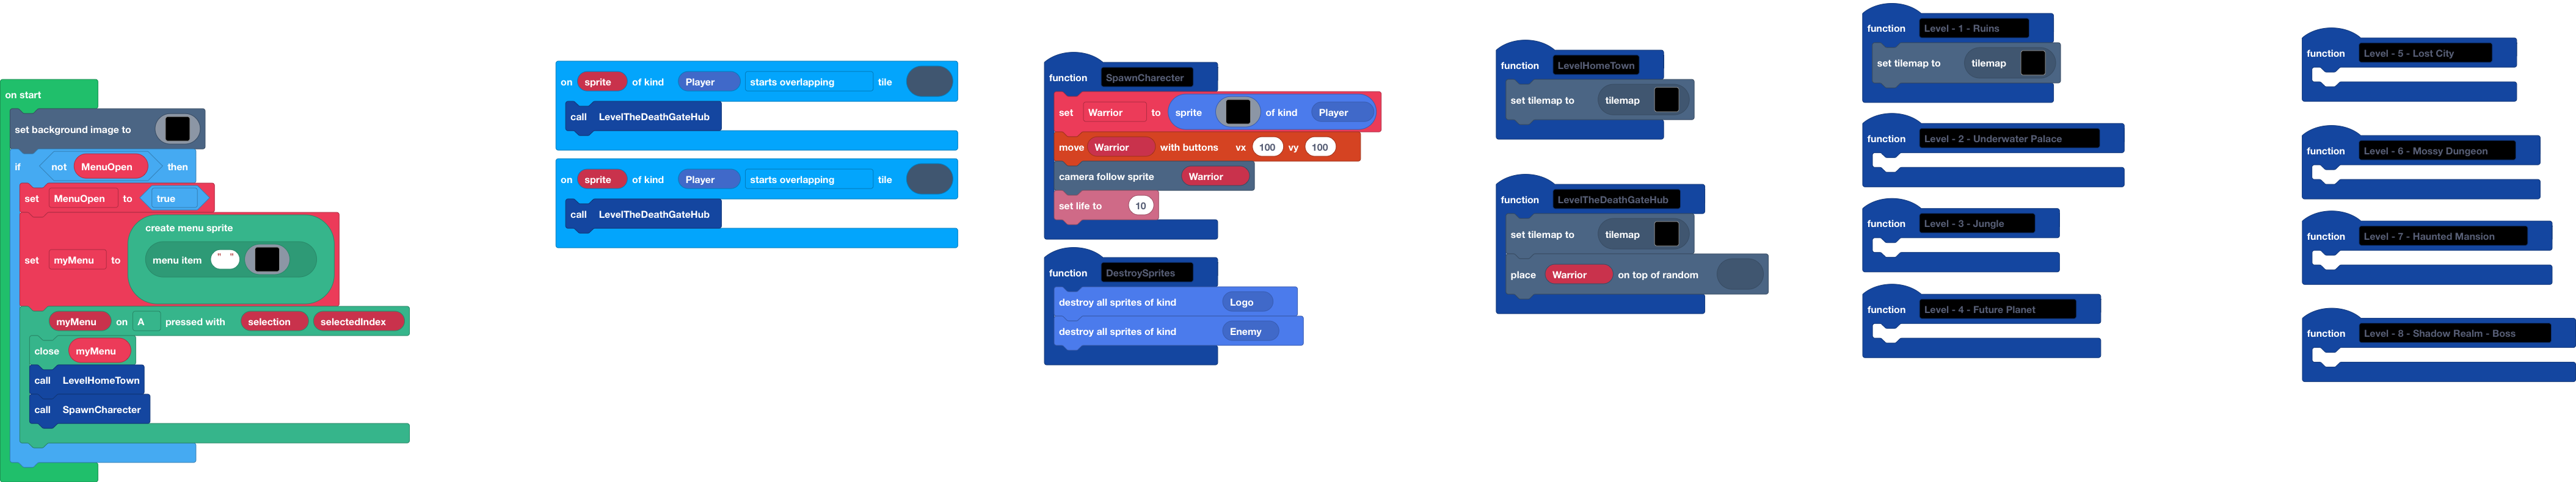 on start
set background image to
if not MenuOpen then
set MenuOpen to true
set myMenu to create menu sprite
menu item " "
myMenu on A pressed with selection selectedIndex
close myMenu
call LevelHomeTown
call SpawnCharecter
on sprite of kind Player starts overlapping tile
call LevelTheDeathGateHub
on sprite of kind Player starts overlapping tile
call LevelTheDeathGateHub
function SpawnCharecter
set Warrior to sprite of kind Player
move Warrior with buttons vx 100 vy 100
camera follow sprite Warrior
set life to 10
function DestroySprites
destroy all sprites of kind Logo
destroy all sprites of kind Enemy
function LevelHomeTown
set tilemap to tilemap
function LevelTheDeathGateHub
set tilemap to tilemap
place Warrior on top of random
function Level - 1 - Ruins
set tilemap to tilemap
function Level - 2 - Underwater Palace
function Level - 3 - Jungle
function Level - 4 - Future Planet
function Level - 5 - Lost City
function Level - 6 - Mossy Dungeon
function Level - 7 - Haunted Mansion
function Level - 8 - Shadow Realm - Boss